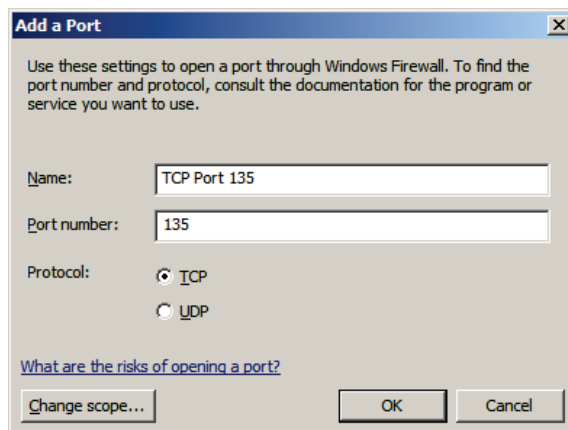 Add a Port
Use these settings to open a port through Windows Firewall. To find the
port number and protocol, consult the documentation for the program or
service you want to use.
Name: TCP Port 135
Port number: 135
Protocol: TCP
UDP
What are the risks of opening a port?
Change scope... OK Cancel